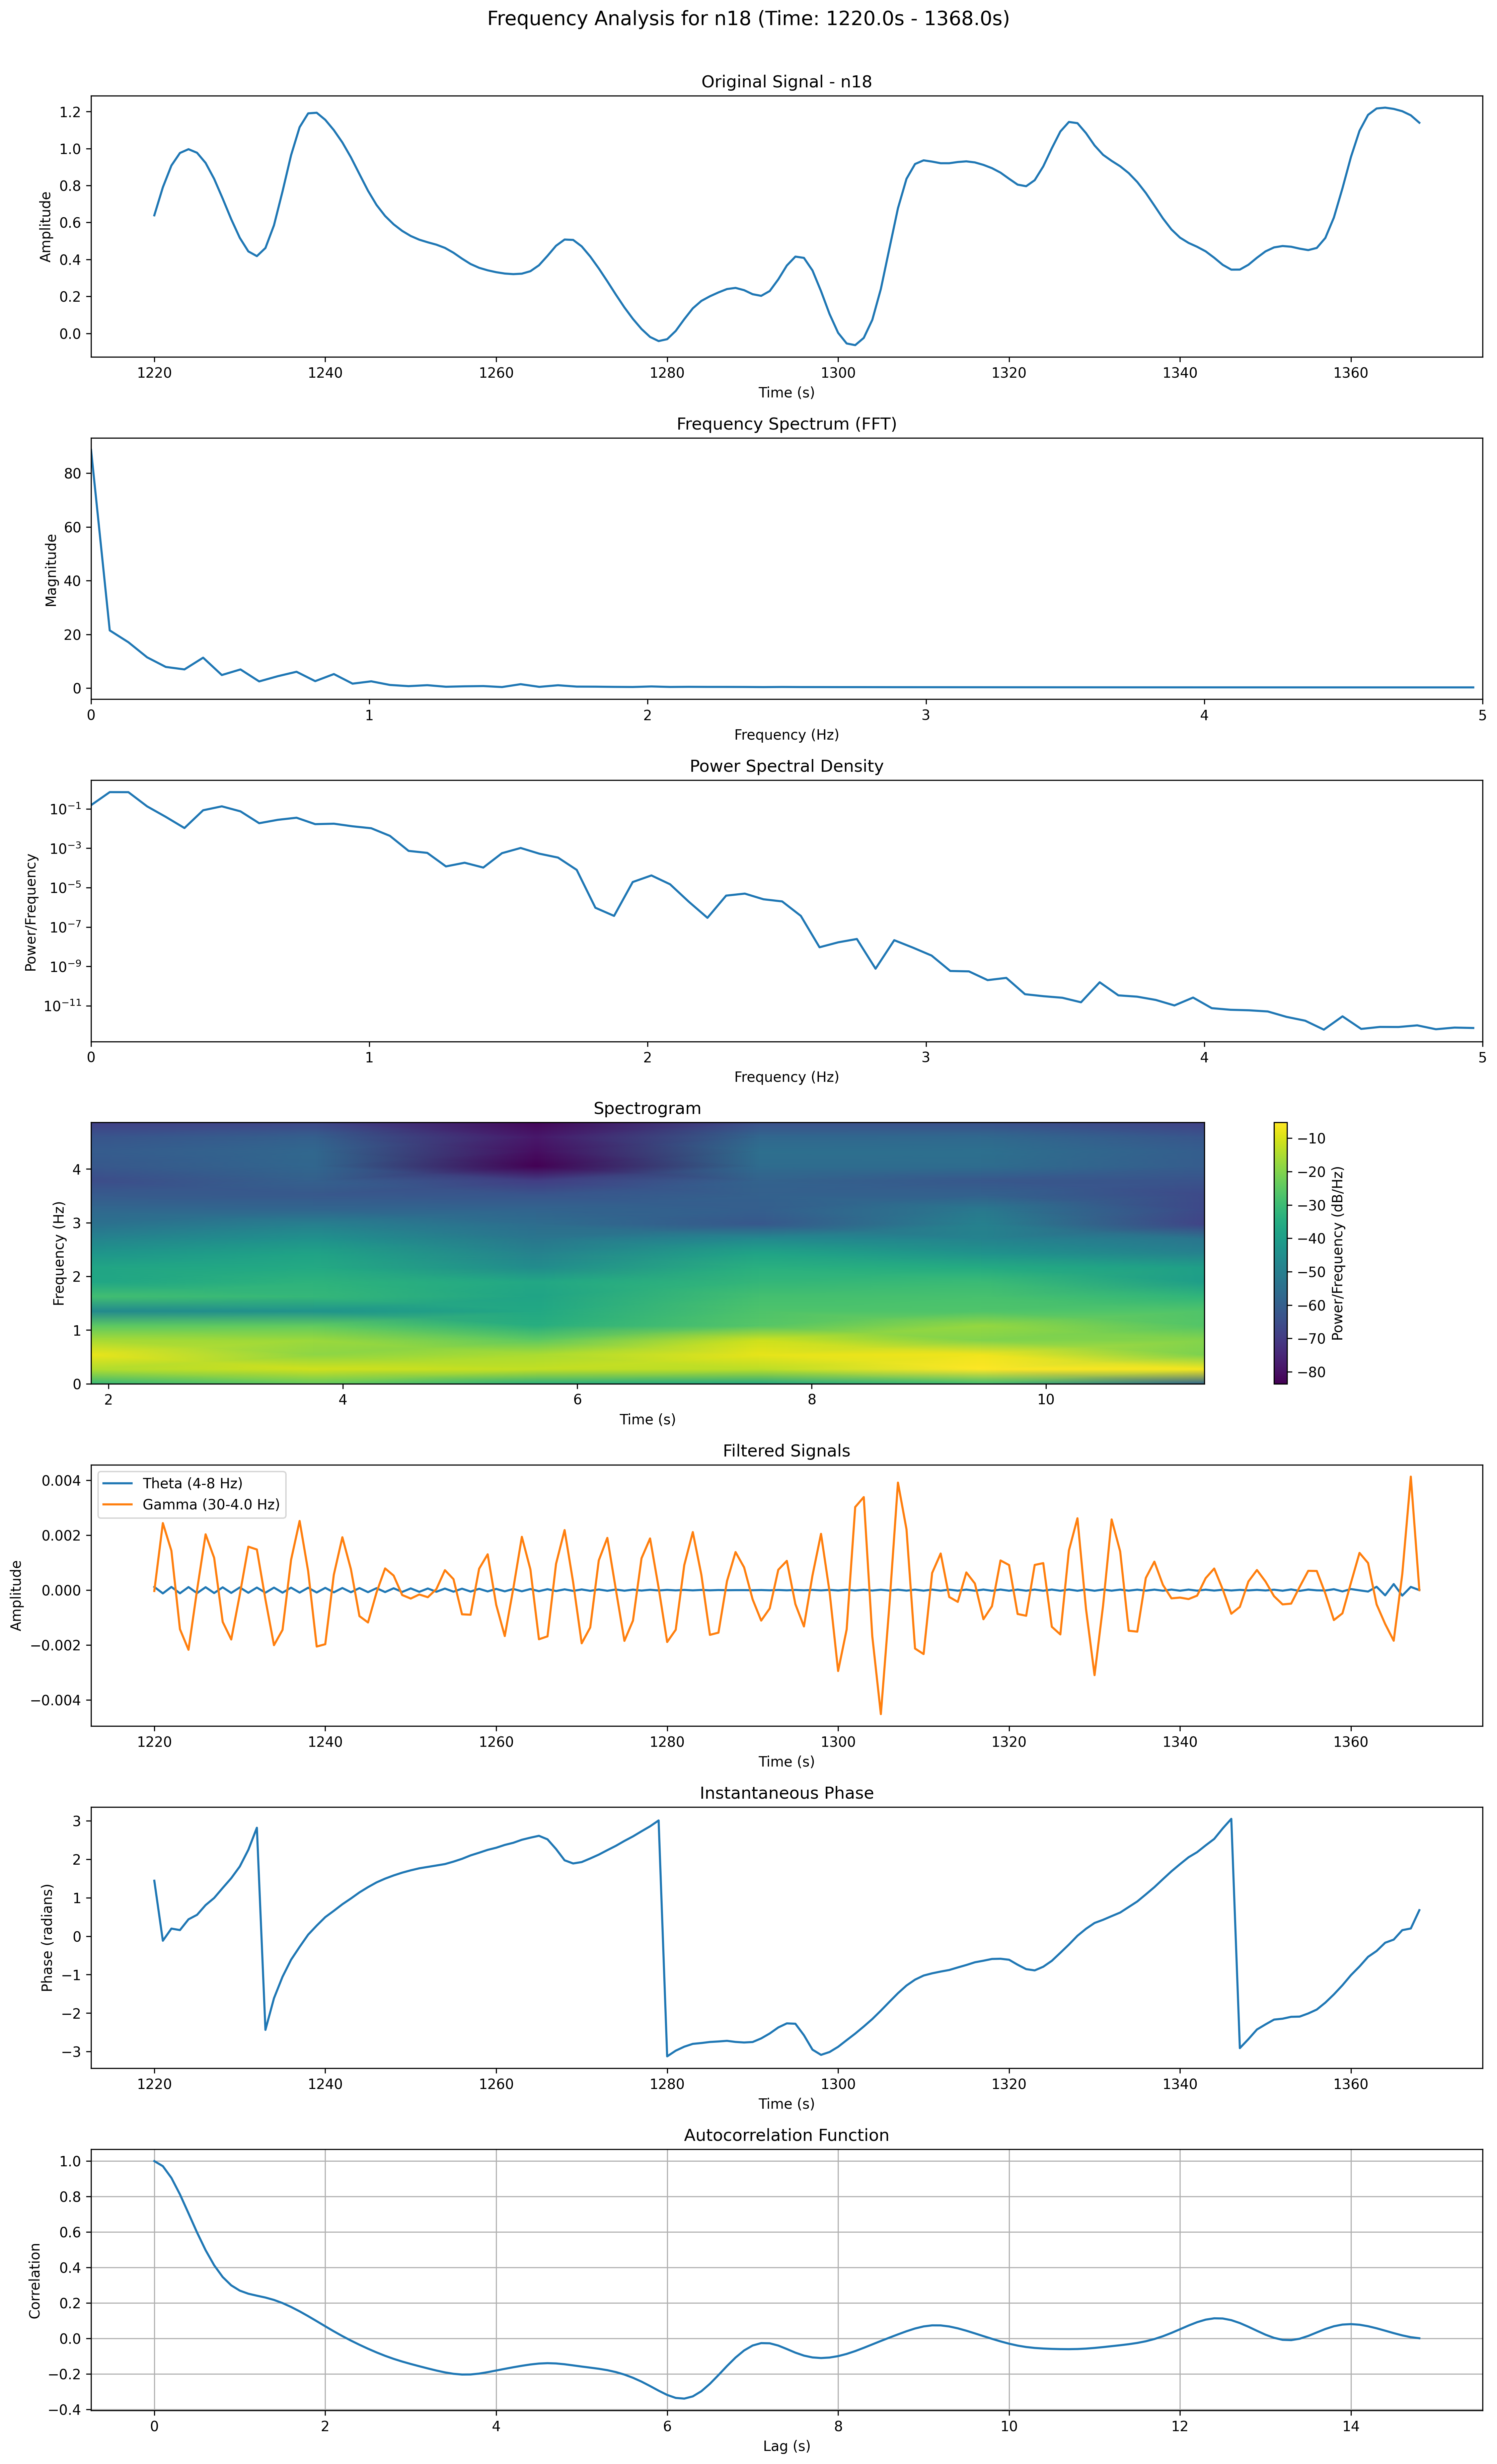 Frequency Analysis for n18 (Time: 1220.0s - 1368.0s)
Original Signal - n18
Amplitude
1.2
1.0
0.8
0.6
0.4
0.2
0.0
1220 1240 1260 1280 1300 1320 1340 1360
Time (s)
Frequency Spectrum (FFT)
Magnitude
80
60
40
20
0
0 1 2 3 4 5
Frequency (Hz)
Power Spectral Density
Power/Frequency
10⁻¹
10⁻³
10⁻⁵
10⁻⁷
10⁻⁹
10⁻¹¹
0 1 2 3 4 5
Frequency (Hz)
Spectrogram
Frequency (Hz)
4
3
2
1
0
2 4 6 8 10
Time (s)
−10
−20
−30
−40
−50
−60
−70
−80
Power/Frequency (dB/Hz)
Filtered Signals
Theta (4-8 Hz)
Gamma (30-4.0 Hz)
Amplitude
0.004
0.002
0.000
−0.002
−0.004
1220 1240 1260 1280 1300 1320 1340 1360
Time (s)
Instantaneous Phase
Phase (radians)
3
2
1
0
−1
−2
−3
1220 1240 1260 1280 1300 1320 1340 1360
Time (s)
Autocorrelation Function
Correlation
1.0
0.8
0.6
0.4
0.2
0.0
−0.2
−0.4
0 2 4 6 8 10 12 14
Lag (s)